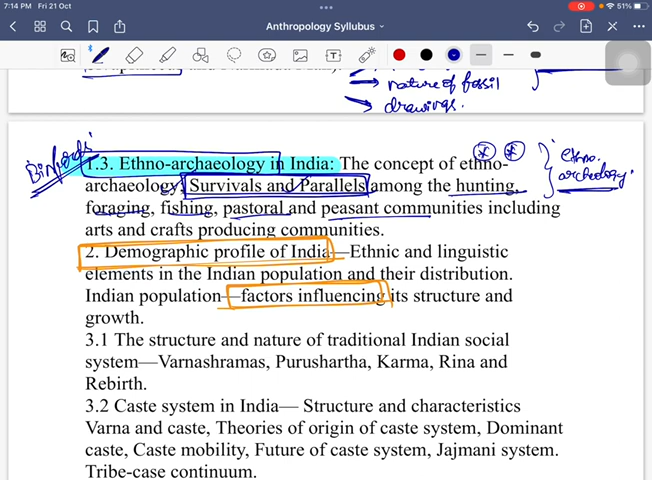 7:14 PM Fri 21 Oct
51%
Anthropology Syllabus
nature of fossil
drawings.
1.3. Ethno-archaeology in India: The concept of ethno-
archaeology; Survivals and Parallels among the hunting,
foraging, fishing, pastoral and peasant communities including
arts and crafts producing communities.
ethno.
archeology.
2. Demographic profile of India—Ethnic and linguistic
elements in the Indian population and their distribution.
Indian population—factors influencing its structure and
growth.
3.1 The structure and nature of traditional Indian social
system—Varnashramas, Purushartha, Karma, Rina and
Rebirth.
3.2 Caste system in India— Structure and characteristics
Varna and caste, Theories of origin of caste system, Dominant
caste, Caste mobility, Future of caste system, Jajmani system.
Tribe-case continuum.